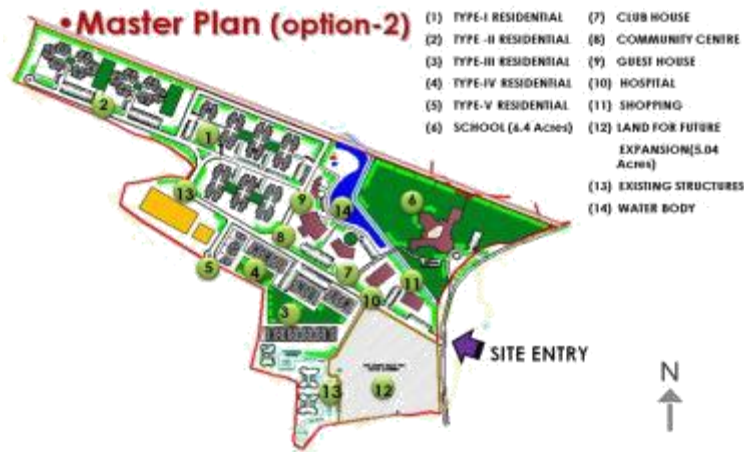 • Master Plan (option-2)
(1) TYPE-I RESIDENTIAL
(2) TYPE -II RESIDENTIAL
(3) TYPE-III RESIDENTIAL
(4) TYPE-IV RESIDENTIAL
(5) TYPE-V RESIDENTIAL
(6) SCHOOL (6.4 Acres)
(7) CLUB HOUSE
(8) COMMUNITY CENTRE
(9) GUEST HOUSE
(10) HOSPITAL
(11) SHOPPING
(12) LAND FOR FUTURE
EXPANSION(5.04
Acres)
(13) EXISTING STRUCTURES
(14) WATER BODY
2
1
13
9
14
6
8
5
4
7
11
10
3
SITE ENTRY
13
12
N